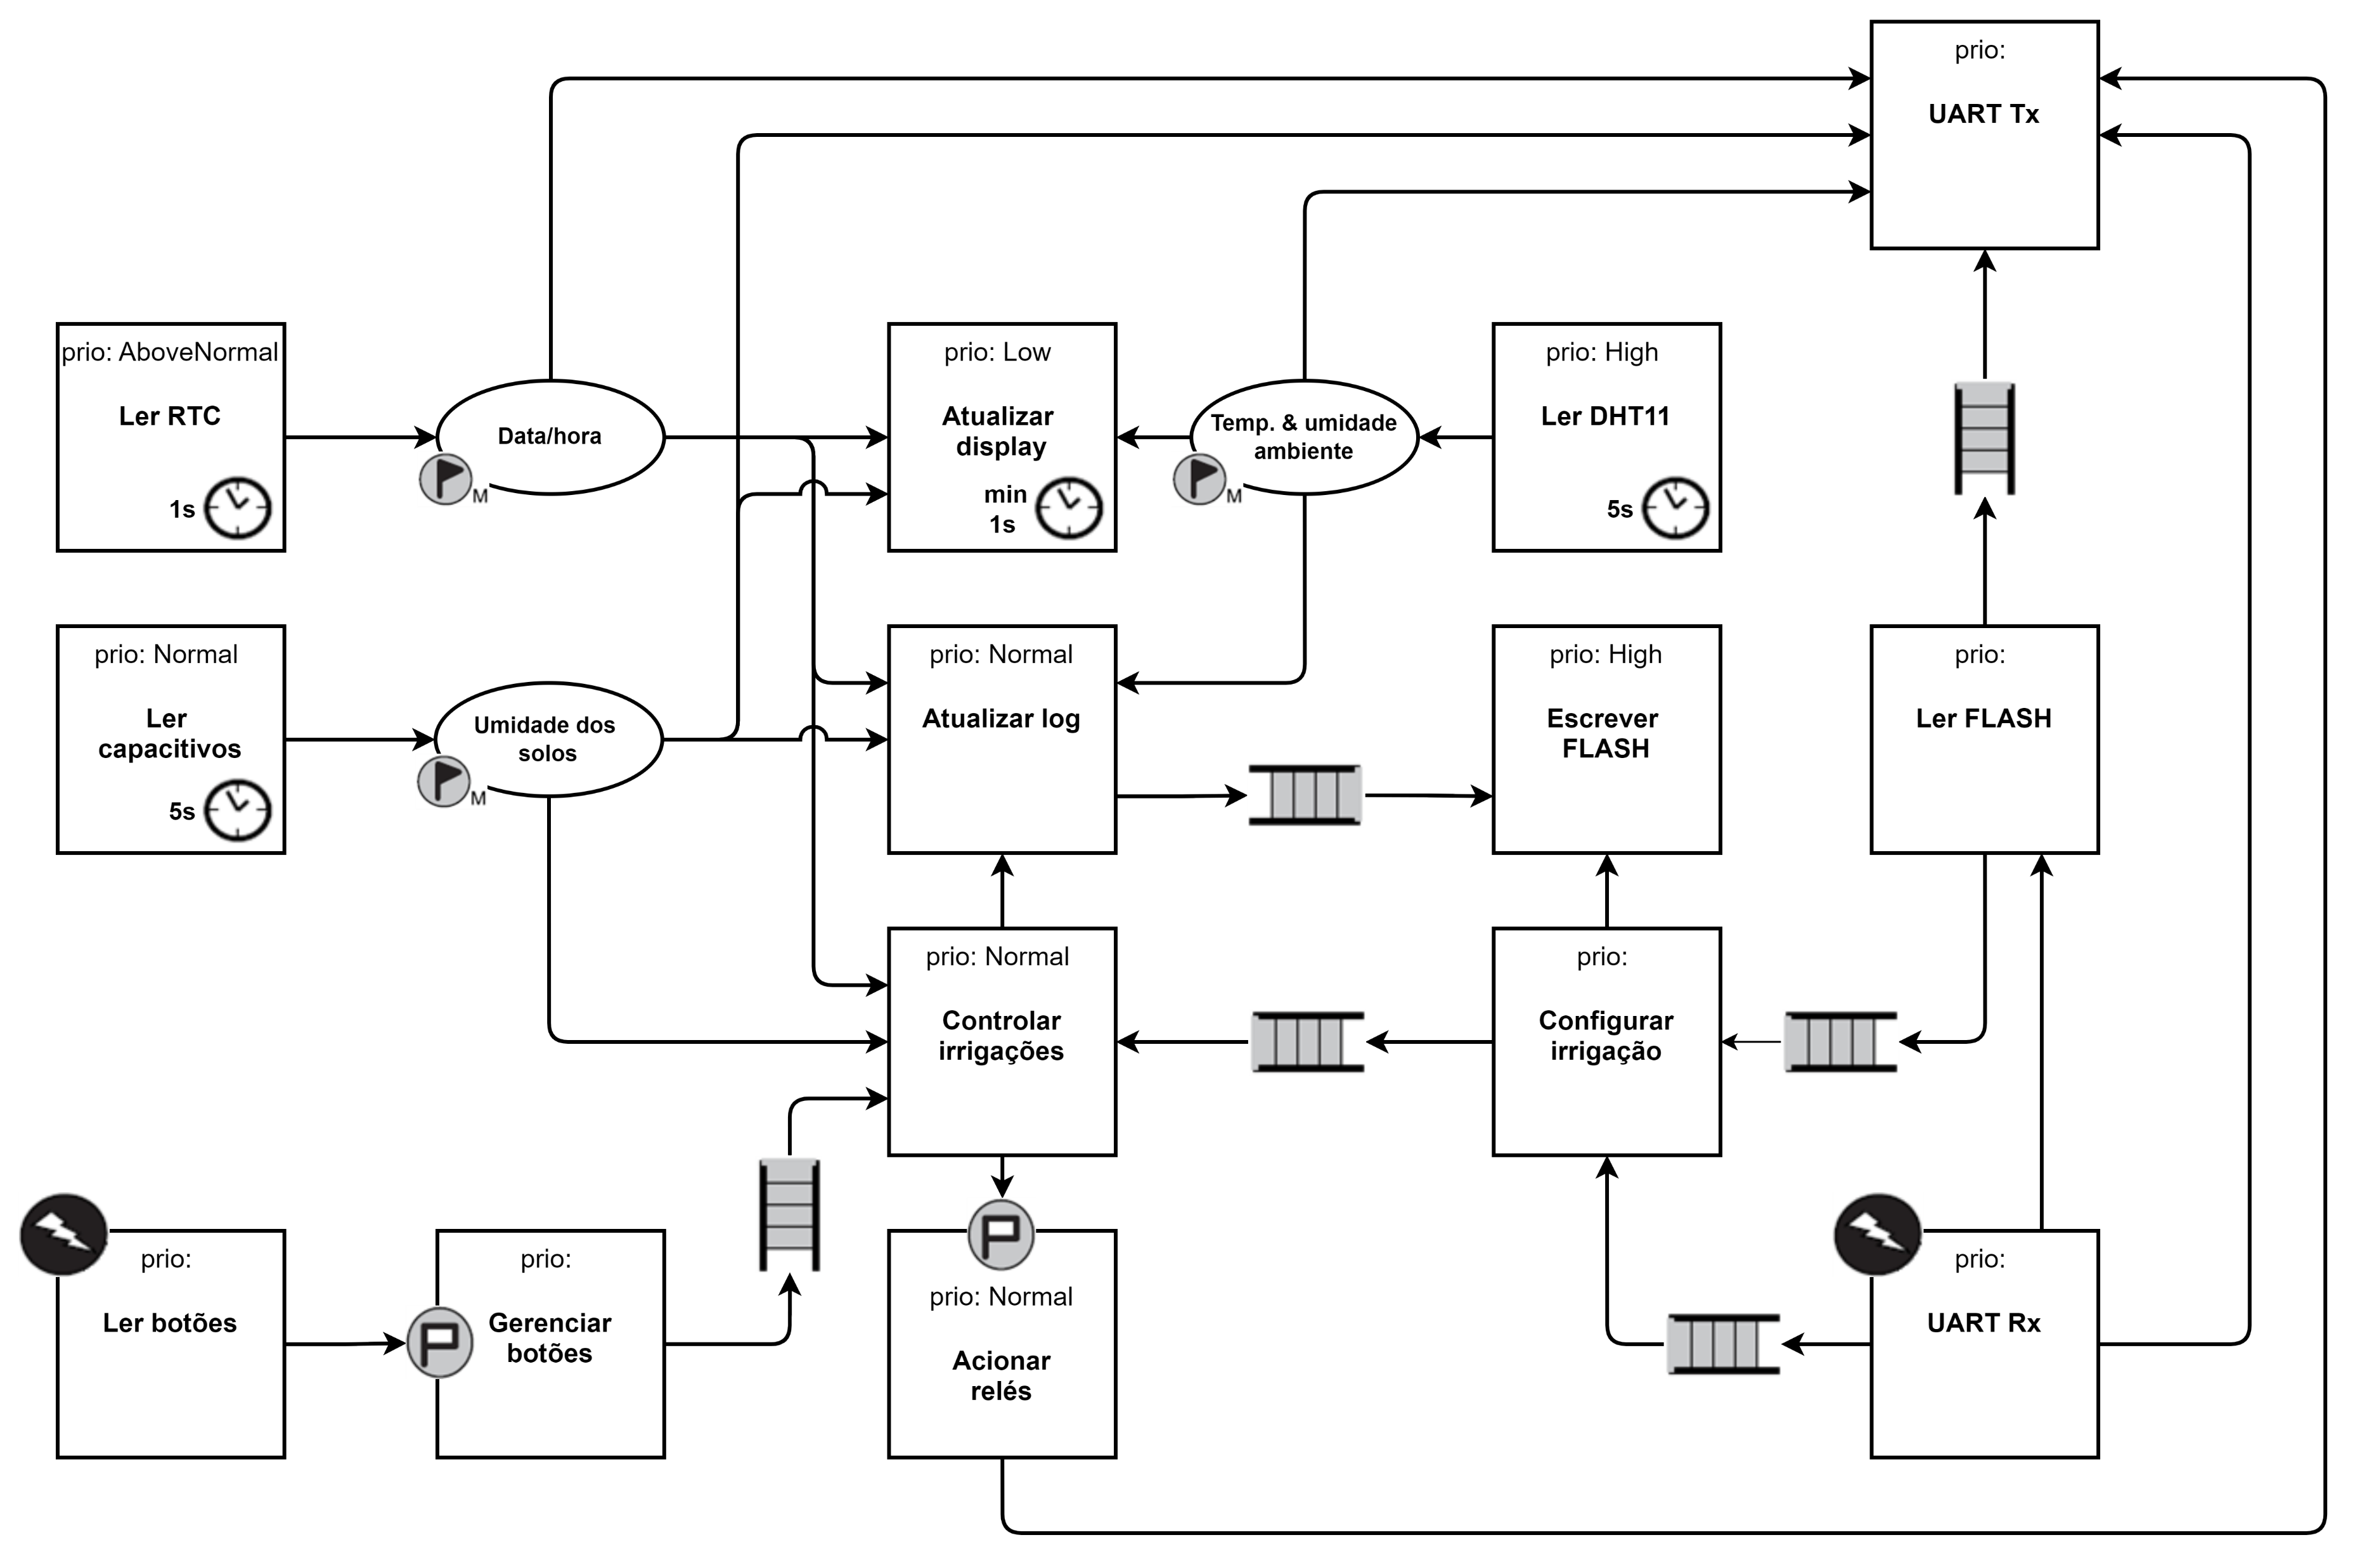 prio:
UART Tx
prio: AboveNormal
Ler RTC
1s
Data/hora
M
prio: Low
Atualizar
display
min
1s
Temp. & umidade
ambiente
M
prio: High
Ler DHT11
5s
prio: Normal
Ler
capacitivos
5s
Umidade dos
solos
M
prio: Normal
Atualizar log
prio: High
Escrever
FLASH
prio:
Ler FLASH
prio: Normal
Controlar
irrigações
prio:
Configurar
irrigação
prio:
Ler botões
prio:
Gerenciar
botões
prio: Normal
Acionar
relés
prio:
UART Rx